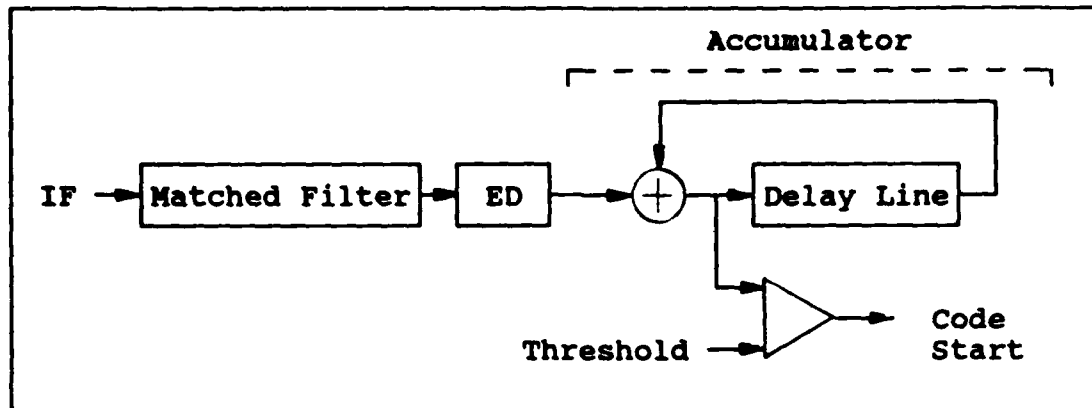 Accumulator
IF
Matched Filter
ED
+
Delay Line
Threshold
Code
Start